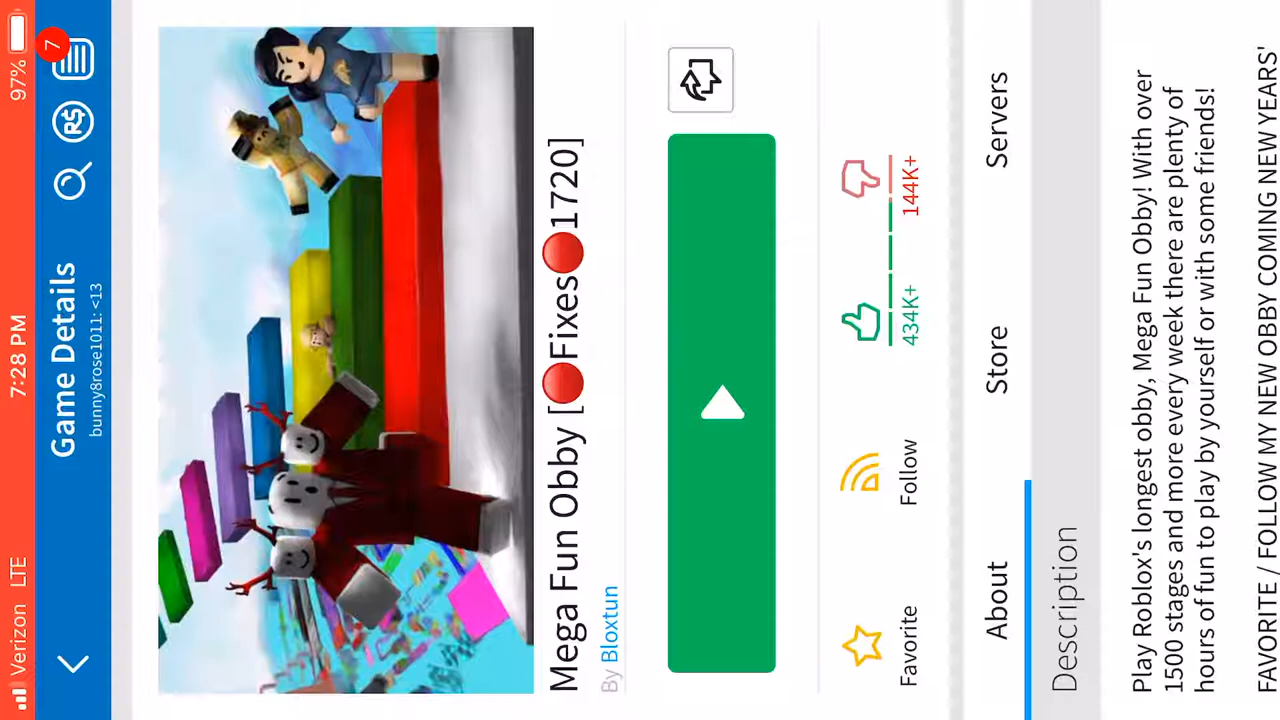 Verizon LTE 7:28 PM 97%
Game Details
bunny8rose1011: <13
R$
7
Mega Fun Obby [🔴Fixes🔴1720]
By Bloxtun
Favorite Follow 434K+ 144K+
About Store Servers
Description
Play Roblox's longest obby, Mega Fun Obby! With over
1500 stages and more every week there are plenty of
hours of fun to play by yourself or with some friends!
FAVORITE / FOLLOW MY NEW OBBY COMING NEW YEARS'